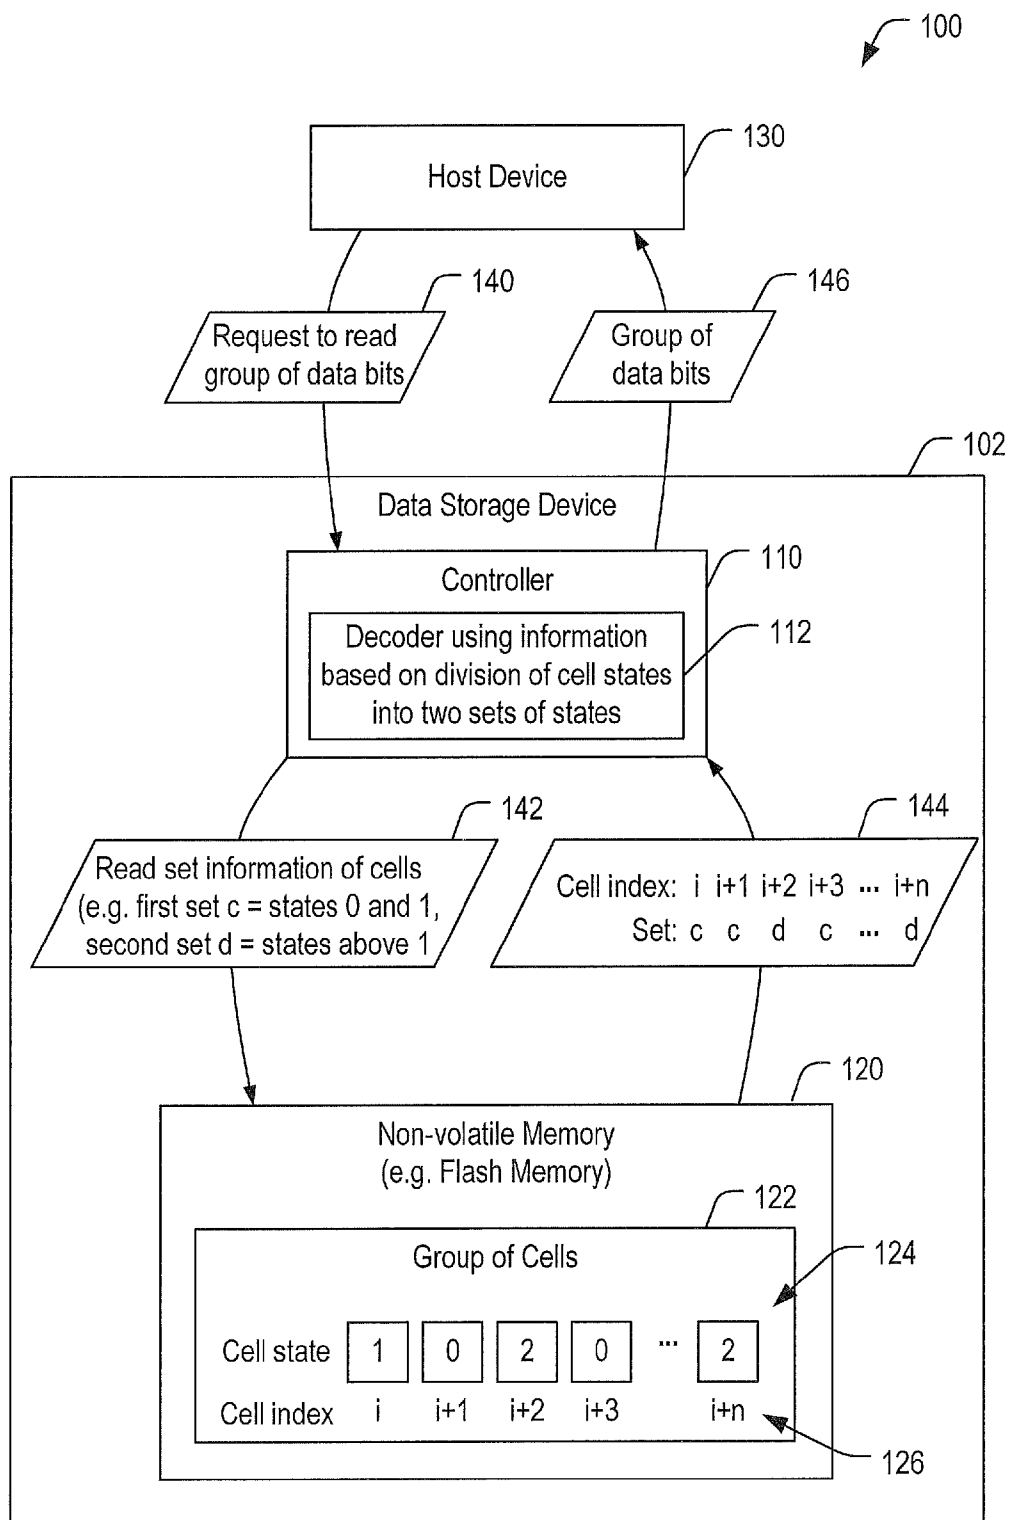 100
130
Host Device
140
146
Request to read
group of data bits
Group of
data bits
102
Data Storage Device
110
Controller
112
Decoder using information
based on division of cell states
into two sets of states
142
144
Read set information of cells
(e.g. first set c = states 0 and 1,
second set d = states above 1
Cell index: i i+1 i+2 i+3 ... i+n
Set: c c d c ... d
120
Non-volatile Memory
(e.g. Flash Memory)
122
Group of Cells
124
Cell state 1 0 2 0 ... 2
Cell index i i+1 i+2 i+3 i+n
126